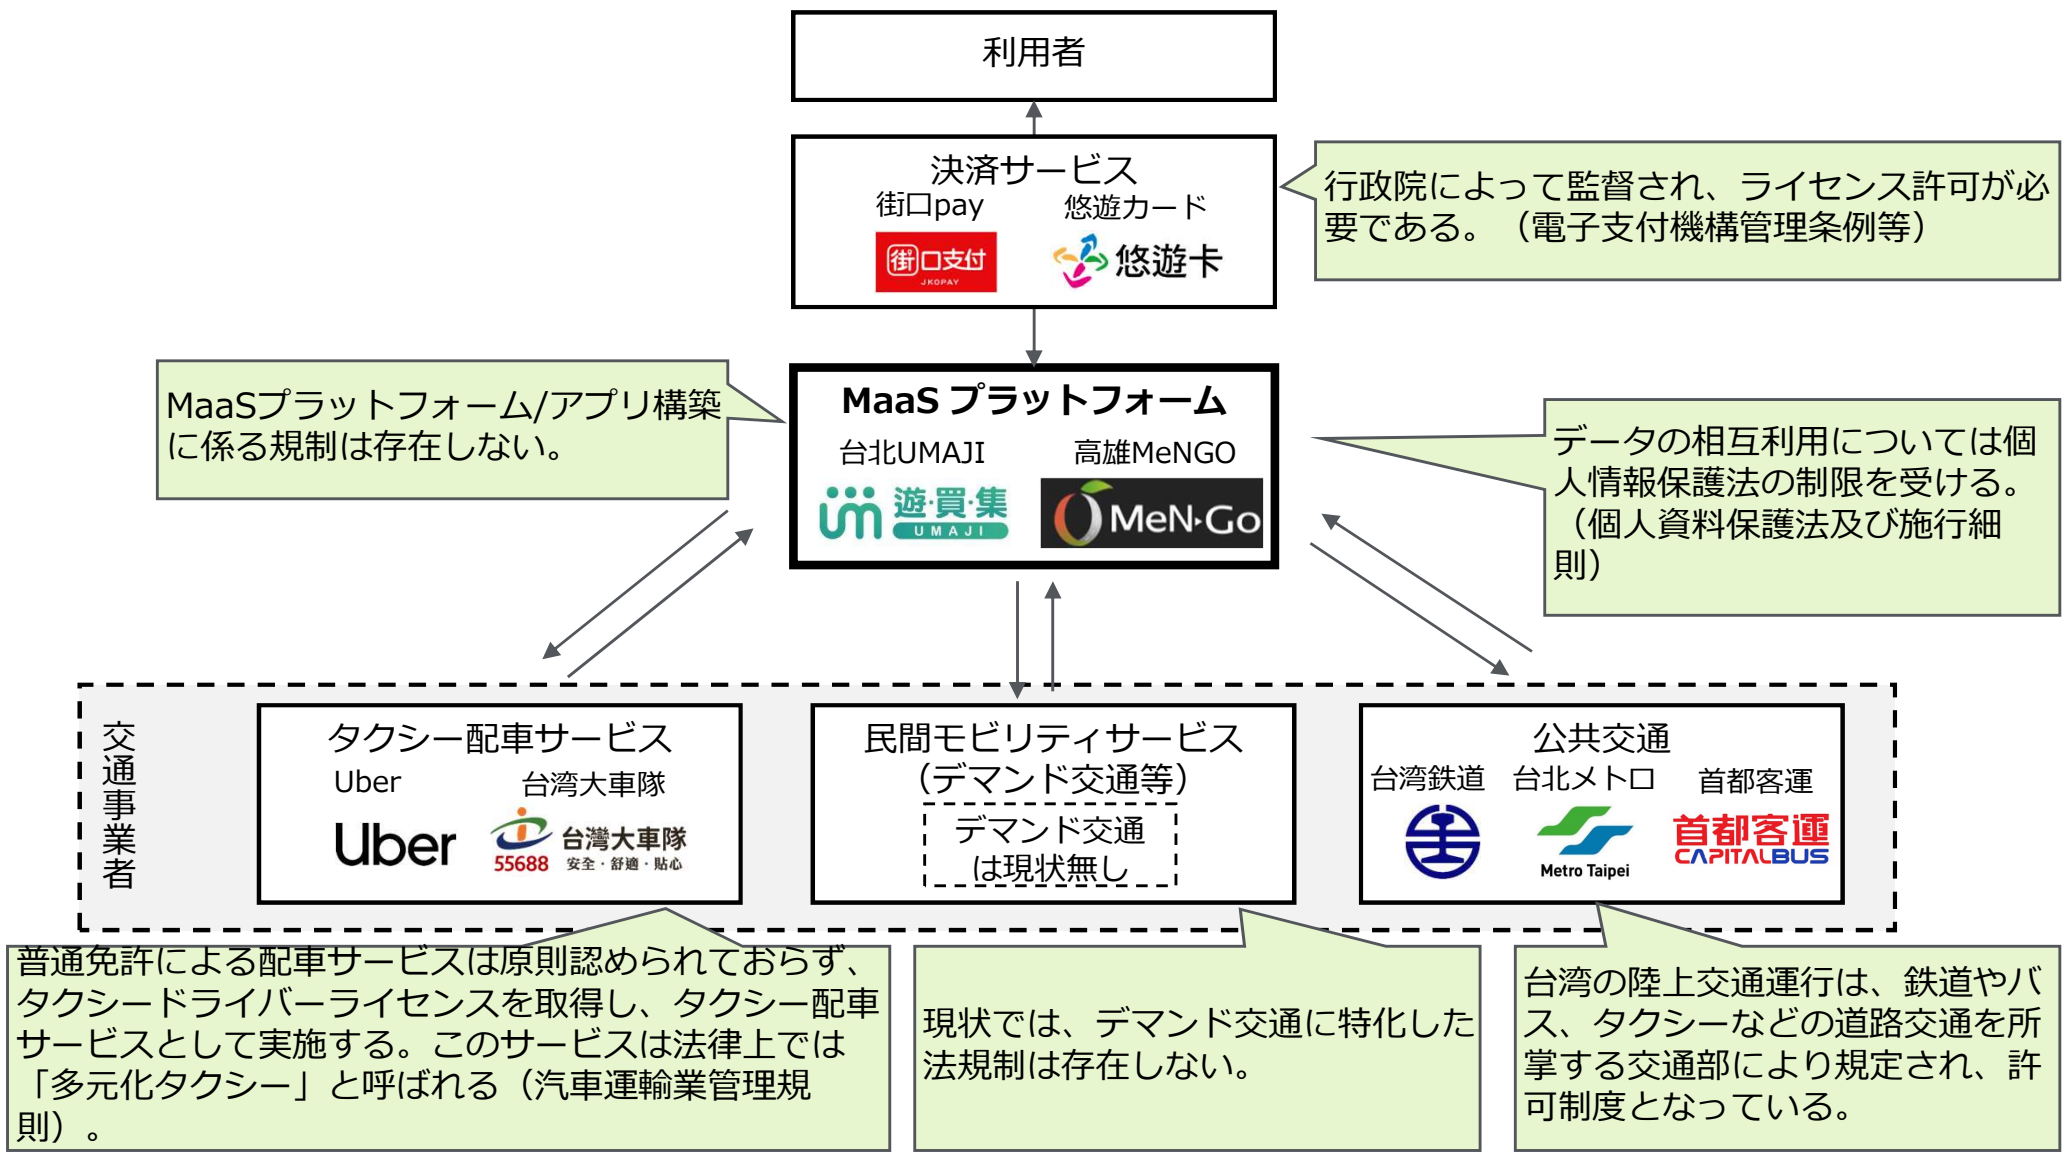 利用者
決済サービス
街口pay
悠遊カード
街口支付
JKOPAY
悠遊卡
行政院によって監督され、ライセンス許可が必
要である。（電子支付機構管理条例等）
MaaSプラットフォーム/アプリ構築
に係る規制は存在しない。
MaaS プラットフォーム
台北UMAJI
高雄MeNGO
遊·買·集
UMAJI
MeN▸Go
データの相互利用については個
人情報保護法の制限を受ける。
（個人資料保護法及び施行細
則）
交通事業者
タクシー配車サービス
Uber
台湾大車隊
Uber
55688
台灣大車隊
安全·舒適·貼心
民間モビリティサービス
（デマンド交通等）
デマンド交通
は現状無し
公共交通
台湾鉄道
台北メトロ
首都客運
Metro Taipei
首都客運
CAPITALBUS
普通免許による配車サービスは原則認められておらず、
タクシードライバーライセンスを取得し、タクシー配車
サービスとして実施する。このサービスは法律上では
「多元化タクシー」と呼ばれる（汽車運輸業管理規
則）。
現状では、デマンド交通に特化した
法規制は存在しない。
台湾の陸上交通運行は、鉄道やバ
ス、タクシーなどの道路交通を所
掌する交通部により規定され、許
可制度となっている。